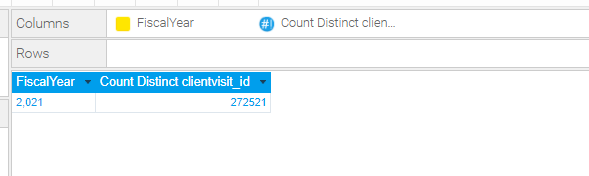 Columns FiscalYear #! Count Distinct clien...
Rows
FiscalYear Count Distinct clientvisit_id
2,021 272521